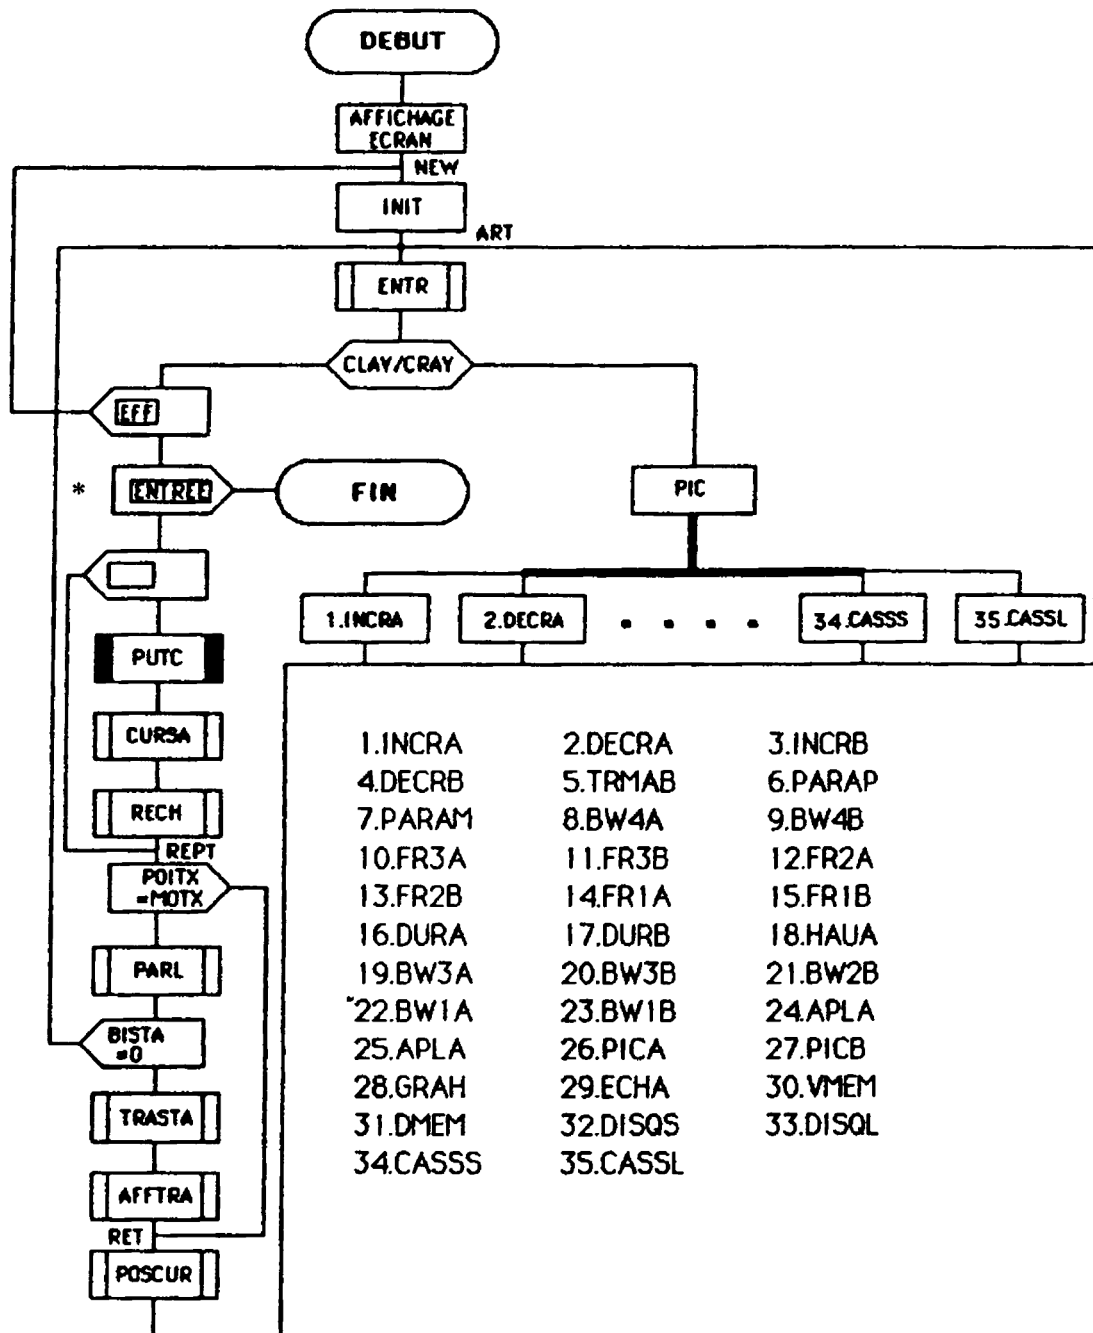 DEBUT
AFFICHAGE
ECRAN
NEW
INIT
ART
ENTR
CLAV/CRAY
EFF
* ENTREE
FIN
PIC
1.INCRA 2.DECRA . . . . 34.CASSS 35.CASSL
PUTC
CURSA
RECH
REPT
POITX
=MOTX
PARL
BISTA
=0
TRASTA
AFFTRA
RET
POSCUR
1.INCRA 2.DECRA 3.INCRB
4.DECRB 5.TRMAB 6.PARAP
7.PARAM 8.BW4A 9.BW4B
10.FR3A 11.FR3B 12.FR2A
13.FR2B 14.FR1A 15.FR1B
16.DURA 17.DURB 18.HAUA
19.BW3A 20.BW3B 21.BW2B
22.BW1A 23.BW1B 24.APLA
25.APLA 26.PICA 27.PICB
28.GRAH 29.ECHA 30.VMEM
31.DMEM 32.DISQS 33.DISQL
34.CASSS 35.CASSL